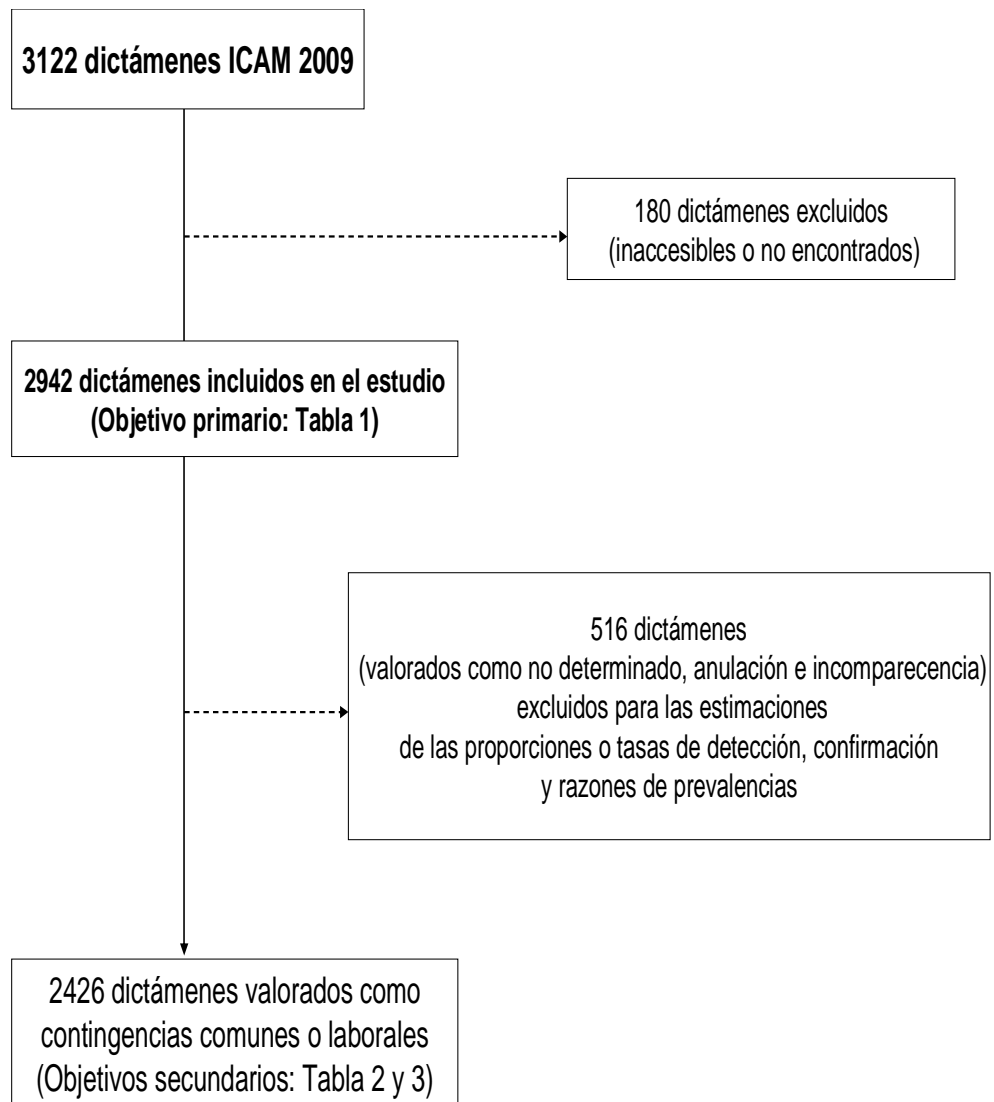 3122 dictámenes ICAM 2009
180 dictámenes excluidos
(inaccesibles o no encontrados)
2942 dictámenes incluidos en el estudio
(Objetivo primario: Tabla 1)
516 dictámenes
(valorados como no determinado, anulación e incomparecencia)
excluidos para las estimaciones
de las proporciones o tasas de detección, confirmación
y razones de prevalencias
2426 dictámenes valorados como
contingencias comunes o laborales
(Objetivos secundarios: Tabla 2 y 3)